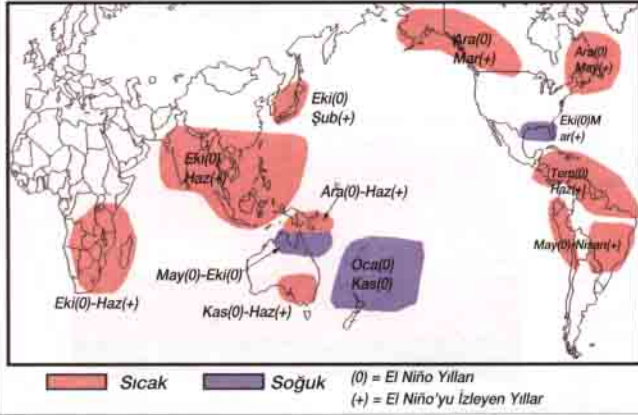 Ara(0)
Mar(+)
Ara(0)
May(+)
Eki(0)
Şub(+)
Eki(0)M
ar(+)
Eki(0)
Haz(+)
Tem(0)
Haz(+)
Ara(0)-Haz(+)
May(0)-Nisan(+)
Oca(0)
Kas(0)
May(0)-Eki(0)
Eki(0)-Haz(+)
Kas(0)-Haz(+)
Sıcak
Soğuk
(0) = El Niño Yılları
(+) = El Niño'yu İzleyen Yıllar